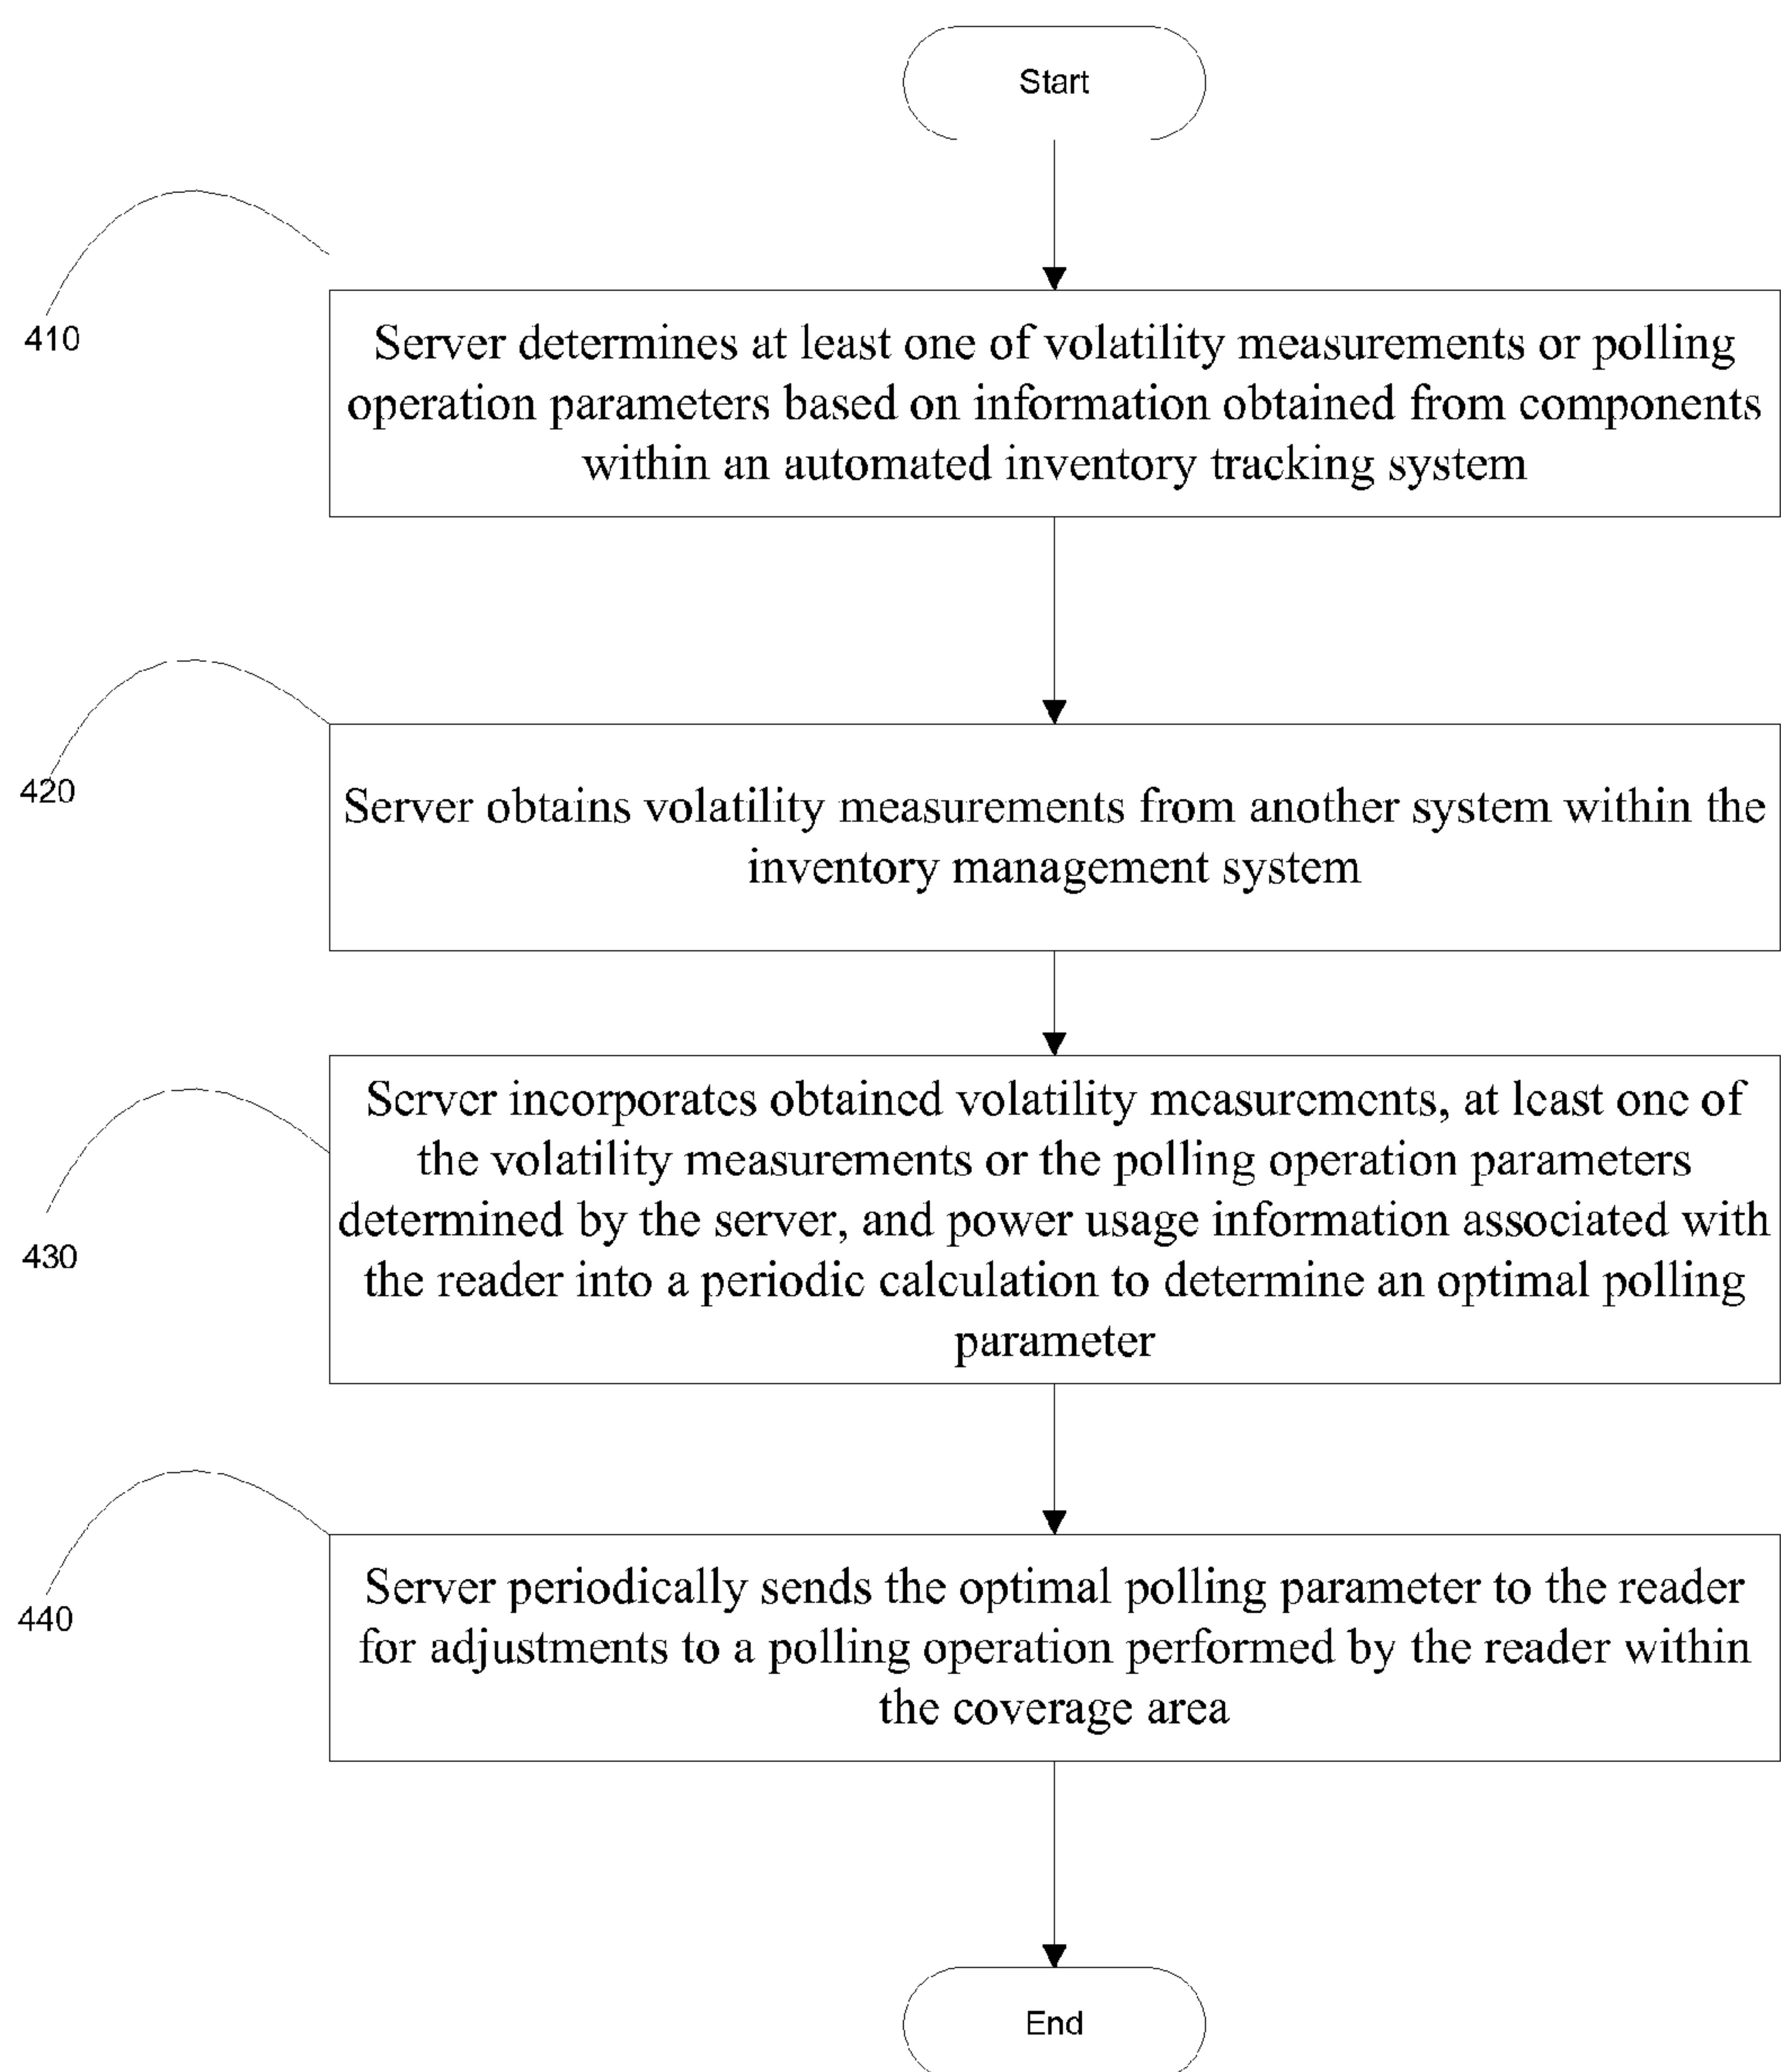 Start
410
Server determines at least one of volatility measurements or polling
operation parameters based on information obtained from components
within an automated inventory tracking system
420
Server obtains volatility measurements from another system within the
inventory management system
430
Server incorporates obtained volatility measurements, at least one of
the volatility measurements or the polling operation parameters
determined by the server, and power usage information associated with
the reader into a periodic calculation to determine an optimal polling
parameter
440
Server periodically sends the optimal polling parameter to the reader
for adjustments to a polling operation performed by the reader within
the coverage area
End